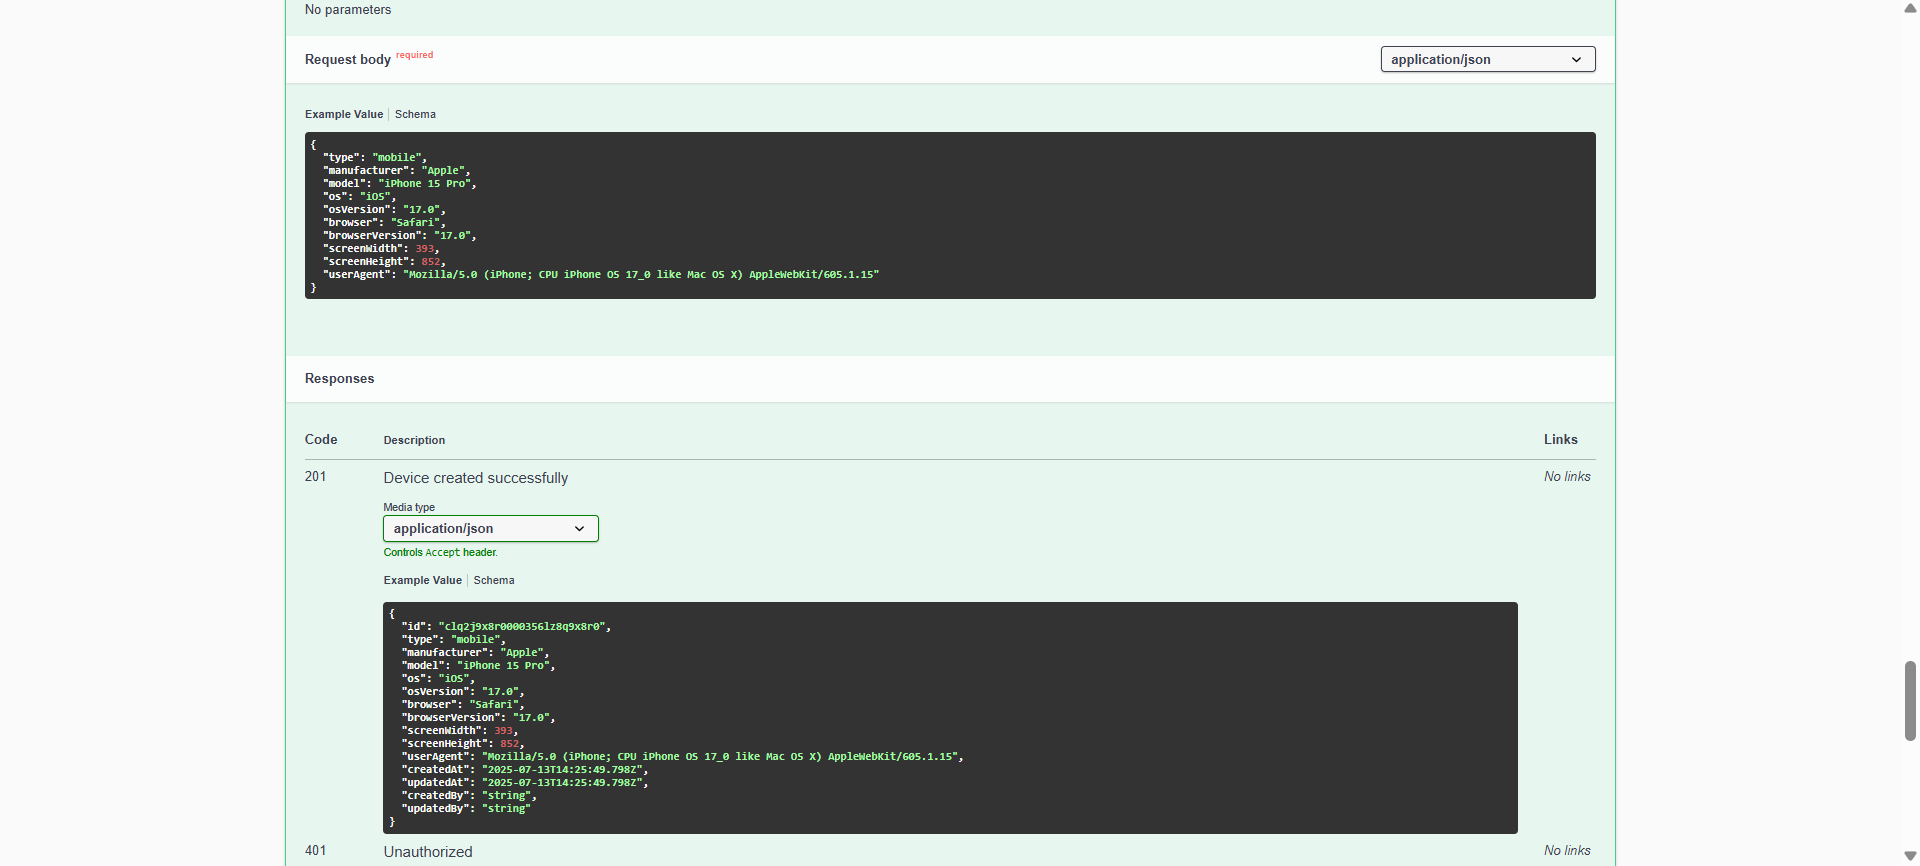 No parameters
Request body required
application/json
Example Value Schema
{
  "type": "mobile",
  "manufacturer": "Apple",
  "model": "iPhone 15 Pro",
  "os": "iOS",
  "osVersion": "17.0",
  "browser": "Safari",
  "browserVersion": "17.0",
  "screenWidth": 393,
  "screenHeight": 852,
  "userAgent": "Mozilla/5.0 (iPhone; CPU iPhone OS 17_0 like Mac OS X) AppleWebKit/605.1.15"
}
Responses
Code Description Links
201 Device created successfully No links
Media type
application/json
Controls Accept header.
Example Value Schema
{
  "id": "clq2j9x8r0000356lz8q9x8r0",
  "type": "mobile",
  "manufacturer": "Apple",
  "model": "iPhone 15 Pro",
  "os": "iOS",
  "osVersion": "17.0",
  "browser": "Safari",
  "browserVersion": "17.0",
  "screenWidth": 393,
  "screenHeight": 852,
  "userAgent": "Mozilla/5.0 (iPhone; CPU iPhone OS 17_0 like Mac OS X) AppleWebKit/605.1.15",
  "createdAt": "2025-07-13T14:25:49.798Z",
  "updatedAt": "2025-07-13T14:25:49.798Z",
  "createdBy": "string",
  "updatedBy": "string"
}
401 Unauthorized No links